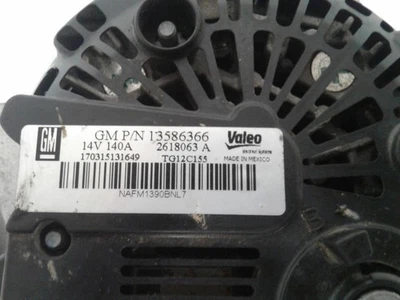 GM
GM P/N 13586366
14V 140A 2618063 A
170315131649 TG12C155
Valeo
MADE IN MEXICO
NAFM1390BNL7
B